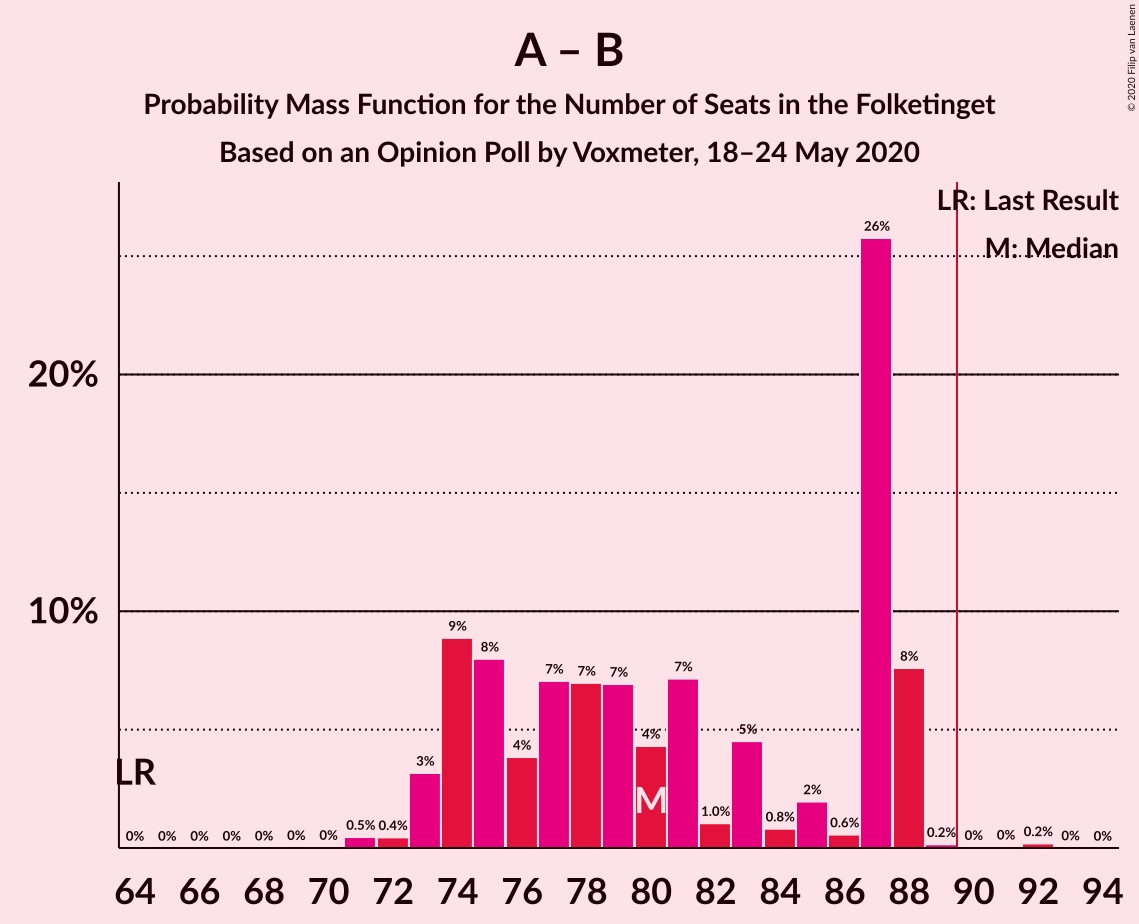 A – B
Probability Mass Function for the Number of Seats in the Folketinget
Based on an Opinion Poll by Voxmeter, 18–24 May 2020
© 2020 Filip van Laenen
LR: Last Result
M: Median
26%
20%
10%
9%
8%
8%
7%
7%
7%
7%
5%
4%
4%
M
3%
LR
2%
0% 0% 0% 0% 0% 0% 0% 0.5% 0.4% 1.0% 0.8% 0.6% 0.2% 0% 0% 0.2% 0% 0%
64 66 68 70 72 74 76 78 80 82 84 86 88 90 92 94